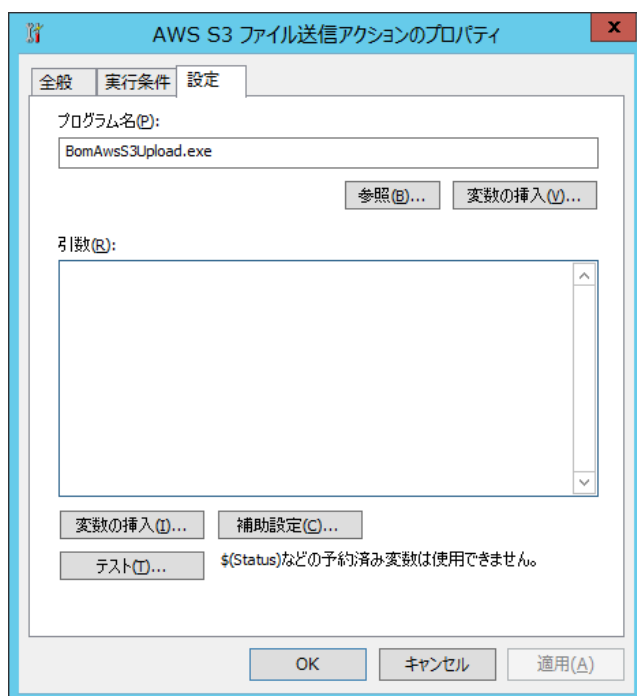 AWS S3 ファイル送信アクションのプロパティ
x
全般 実行条件 設定
プログラム名(P):
BomAwsS3Upload.exe
参照(B)... 変数の挿入(V)...
引数(R):
変数の挿入(I)... 補助設定(C)...
テスト(T)... $(Status)などの予約済み変数は使用できません。
OK キャンセル 適用(A)